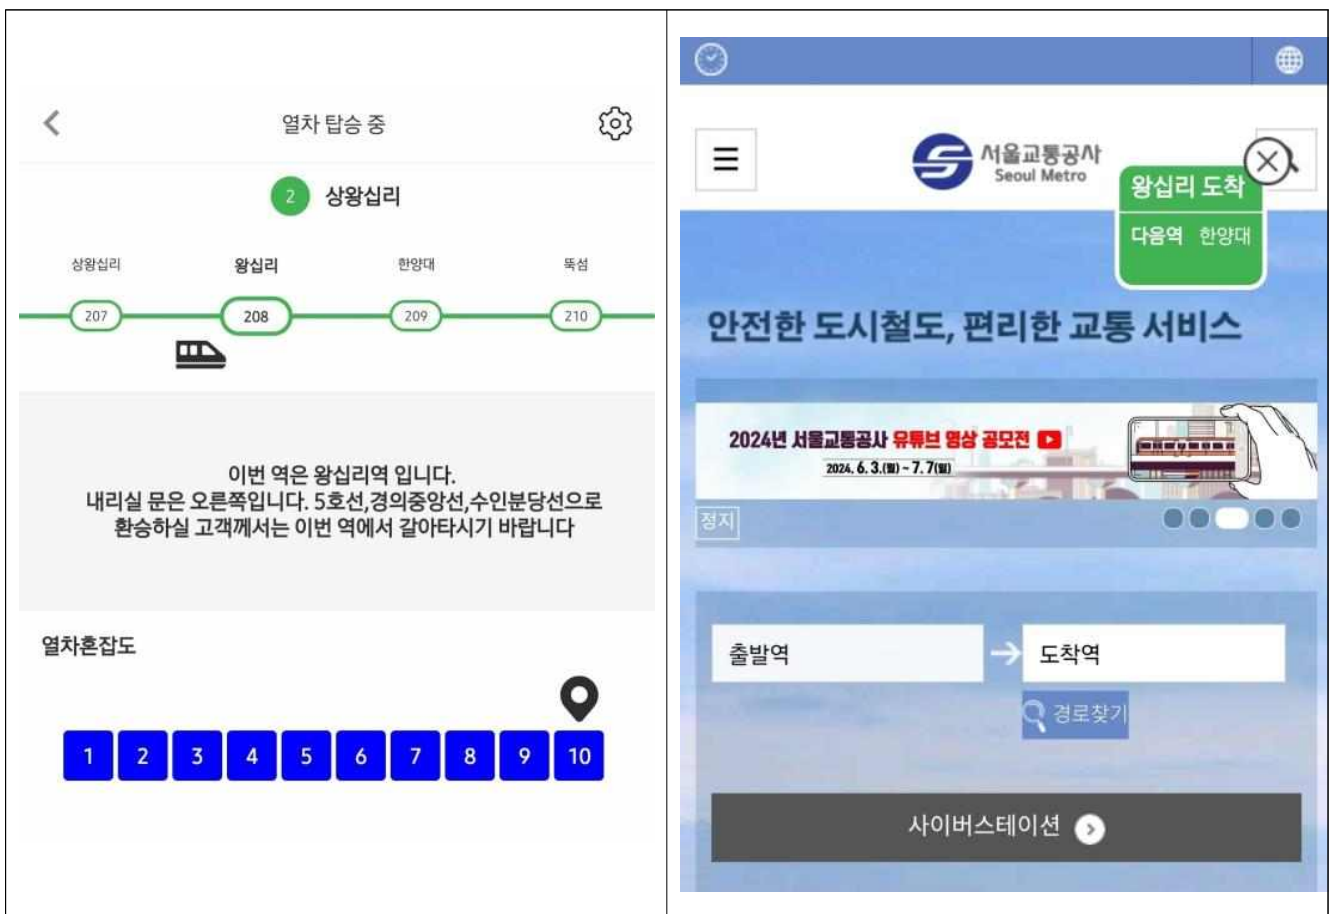 열차 탑승 중
2 상왕십리
상왕십리 왕십리 한양대 뚝섬
207 208 209 210
이번 역은 왕십리역 입니다.
내리실 문은 오른쪽입니다. 5호선,경의중앙선,수인분당선으로
환승하실 고객께서는 이번 역에서 갈아타시기 바랍니다
열차혼잡도
1 2 3 4 5 6 7 8 9 10
서울교통공사
Seoul Metro
왕십리 도착
다음역 한양대
안전한 도시철도, 편리한 교통 서비스
2024년 서울교통공사 유튜브 영상 공모전
2024. 6. 3.(월) ~ 7. 7(일)
정지
출발역 도착역
경로찾기
사이버스테이션